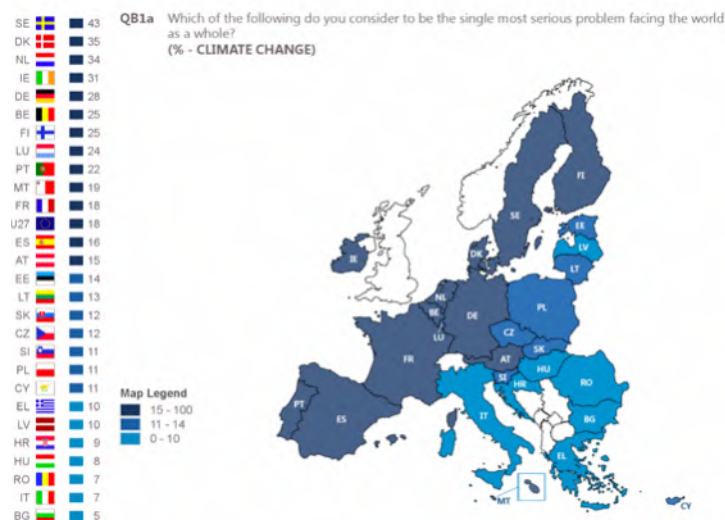 QB1a Which of the following do you consider to be the single most serious problem facing the world
as a whole?
(% - CLIMATE CHANGE)
SE 43
DK 35
NL 34
IE 31
DE 28
BE 25
FI 25
LU 24
PT 22
MT 19
FR 18
U27 18
ES 16
AT 15
EE 14
LT 13
SK 12
CZ 12
SI 11
PL 11
CY 11
EL 10
LV 10
HR 9
HU 8
RO 7
IT 7
BG 5
Map Legend
15 - 100
11 - 14
0 - 10
FI
SE
EE
LV
DK
LT
IE
NL
PL
BE
DE
LU
CZ
SK
FR
AT
HU
SI
HR
RO
PT
IT
BG
ES
EL
MT
CY